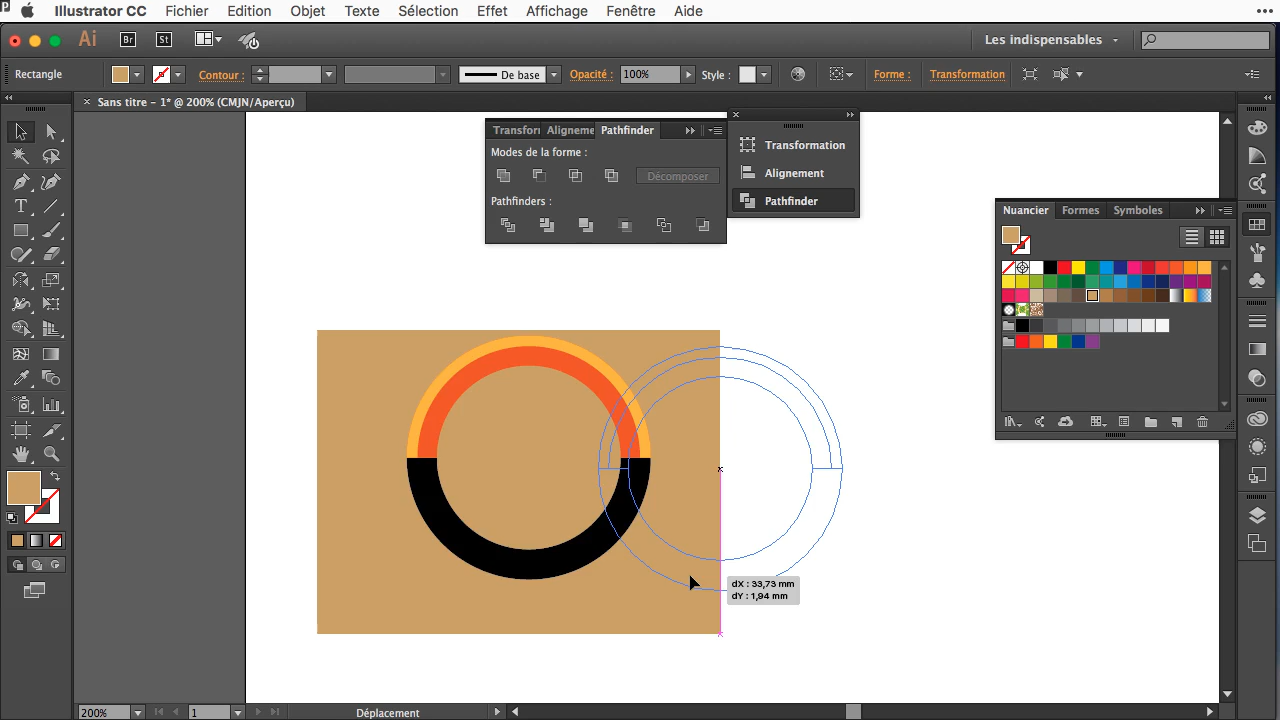 Illustrator CC Fichier Edition Objet Texte Sélection Effet Affichage Fenêtre Aide
Ai Br St Les indispensables
Rectangle Contour : De base Opacité : 100% Style : Forme : Transformation
× Sans titre - 1* @ 200% (CMJN/Aperçu)
Transform Aligneme Pathfinder
Modes de la forme :
Décomposer
Pathfinders :
Transformation
Alignement
Pathfinder
Nuancier Formes Symboles
dX : 33,73 mm
dY : 1,94 mm
200% 1 Déplacement